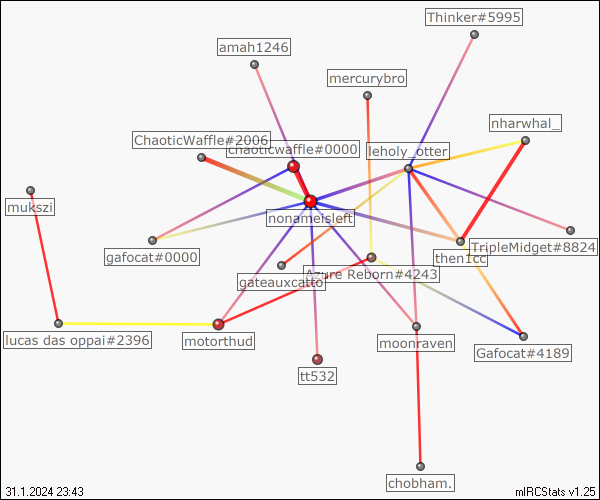 Thinker#5995
amah1246
mercurybro
nharwhal_
ChaoticWaffle#2006
chaoticwaffle#0000
leholy_otter
mukszi
nonameisleft
gafocat#0000
then1cc
TripleMidget#8824
Azure Reborn#4243
gateauxcatto
lucas das oppai#2396
motorthud
moonraven
Gafocat#4189
tt532
chobham.
31.1.2024 23:43
mIRCStats v1.25